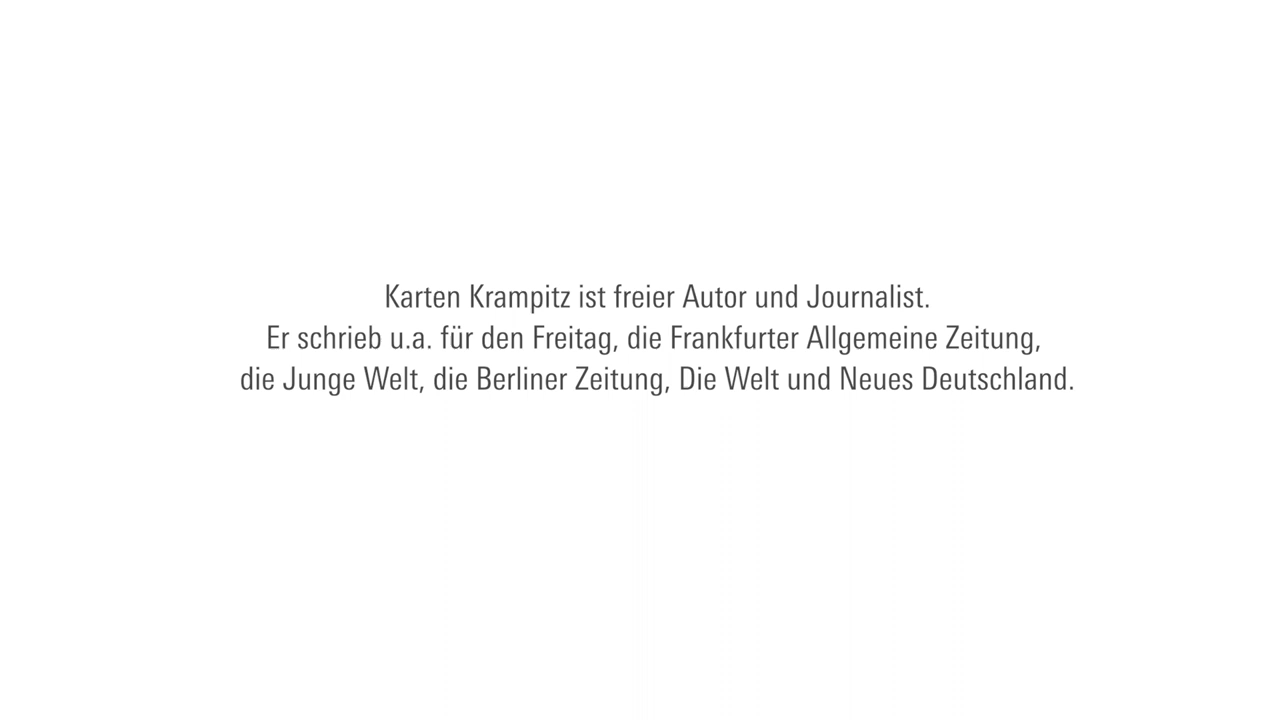 Karten Krampitz ist freier Autor und Journalist.
Er schrieb u.a. für den Freitag, die Frankfurter Allgemeine Zeitung,
die Junge Welt, die Berliner Zeitung, Die Welt und Neues Deutschland.